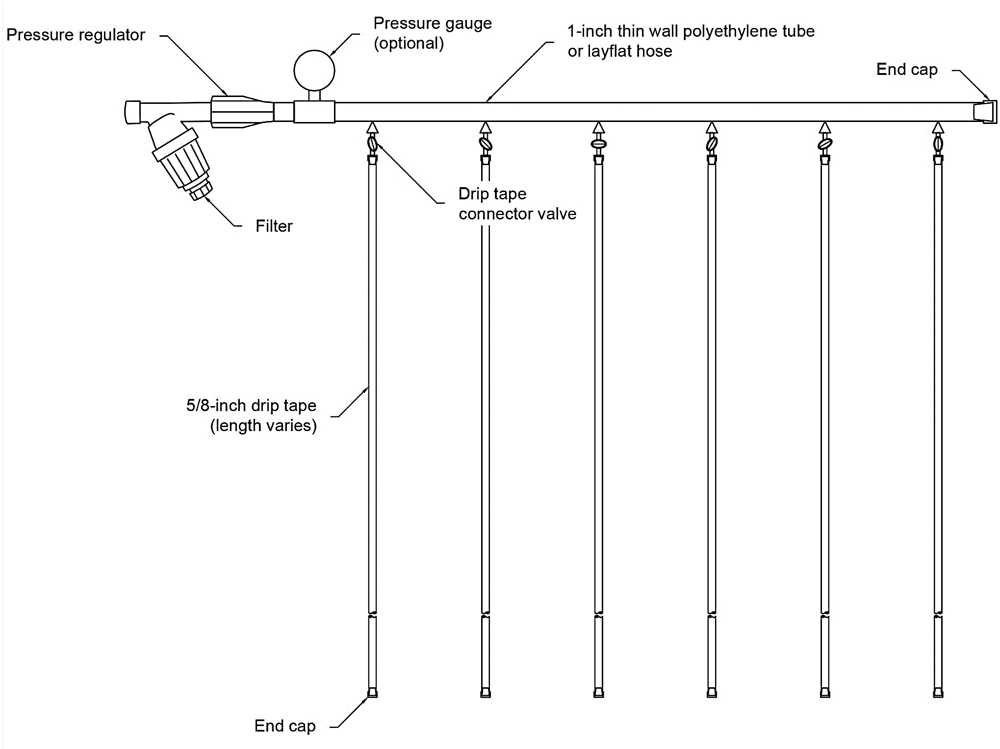 Pressure regulator
Pressure gauge
(optional)
1-inch thin wall polyethylene tube
or layflat hose
End cap
Drip tape
connector valve
Filter
5/8-inch drip tape
(length varies)
End cap